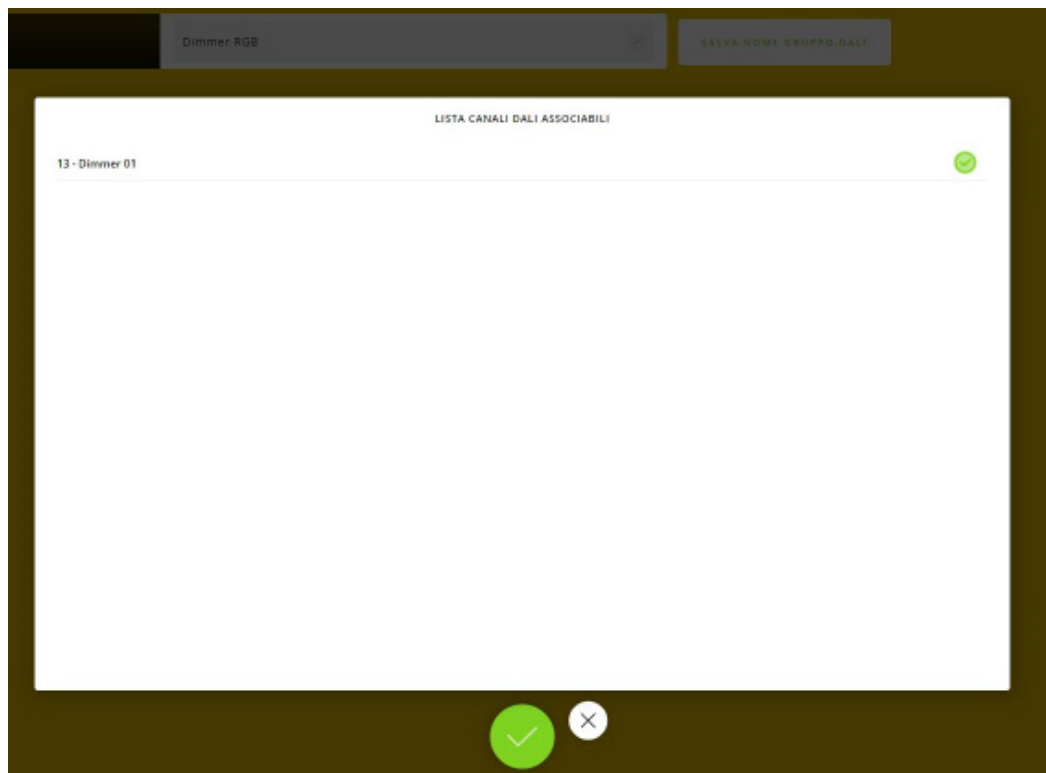 Dimmer RGB
SALVA NOME GRUPPO DALI
LISTA CANALI DALI ASSOCIABILI
13 - Dimmer 01